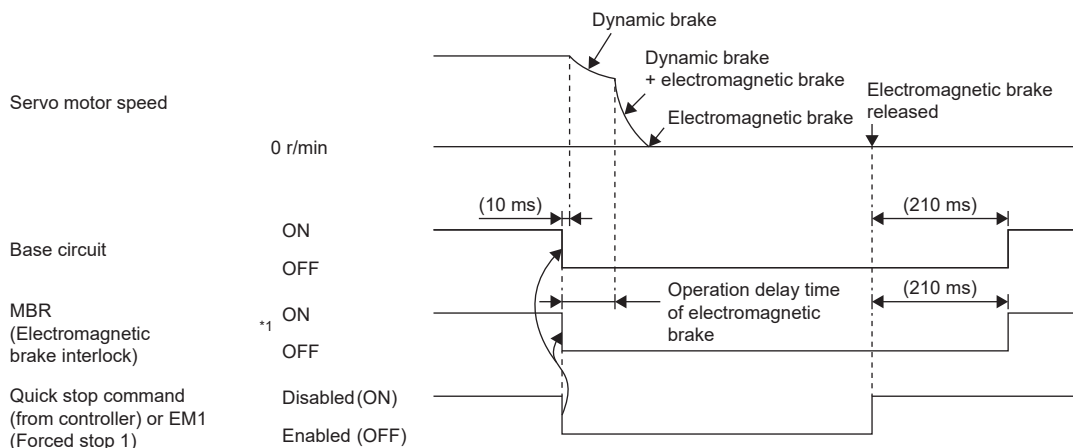 Dynamic brake
Dynamic brake
+ electromagnetic brake
Servo motor speed
Electromagnetic brake
released
Electromagnetic brake
0 r/min
(10 ms)
(210 ms)
Base circuit
ON
OFF
MBR
(Electromagnetic
brake interlock)
*1
ON
OFF
Operation delay time
of electromagnetic
brake
(210 ms)
Quick stop command
(from controller) or EM1
(Forced stop 1)
Disabled (ON)
Enabled (OFF)